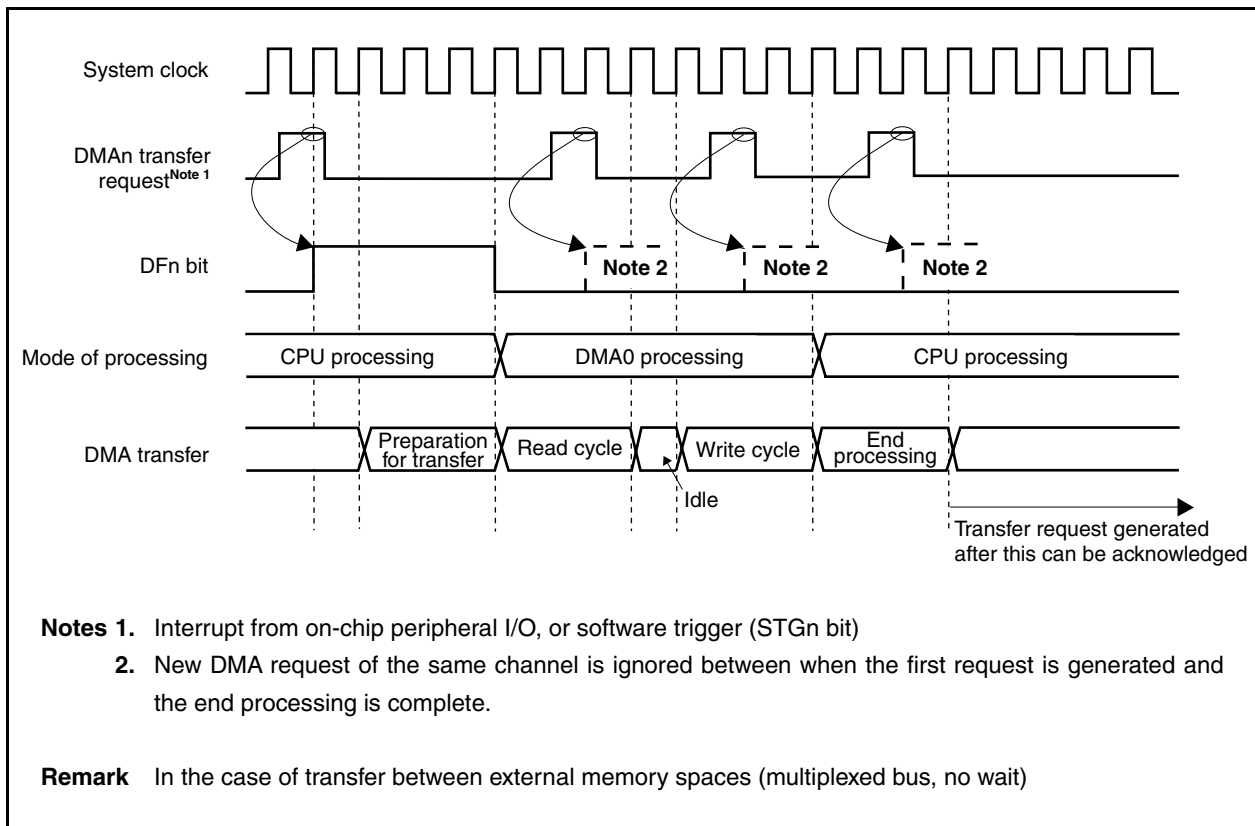 System clock
DMAn transfer
requestNote 1
DFn bit
Note 2
Note 2
Note 2
Mode of processing
CPU processing
DMA0 processing
CPU processing
DMA transfer
Preparation
for transfer
Read cycle
Idle
Write cycle
End
processing
Transfer request generated
after this can be acknowledged
Notes 1. Interrupt from on-chip peripheral I/O, or software trigger (STGn bit)
2. New DMA request of the same channel is ignored between when the first request is generated and
the end processing is complete.
Remark In the case of transfer between external memory spaces (multiplexed bus, no wait)